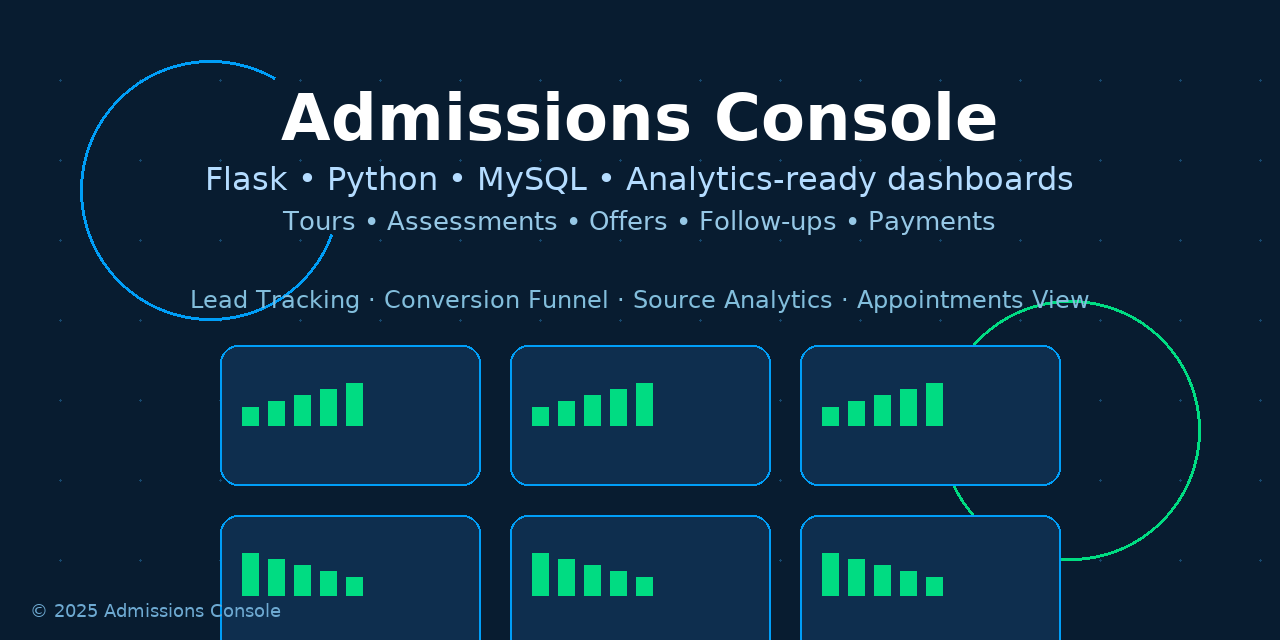 Admissions Console
Flask • Python • MySQL • Analytics-ready dashboards
Tours • Assessments • Offers • Follow-ups • Payments
Lead Tracking · Conversion Funnel · Source Analytics · Appointments View
© 2025 Admissions Console